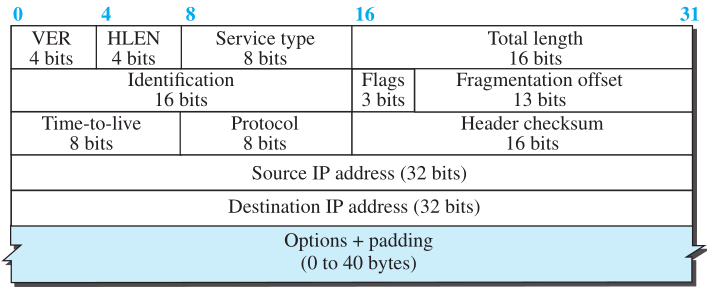 0 4 8 16 31
VER HLEN Service type Total length
4 bits 4 bits 8 bits 16 bits
Identification Flags Fragmentation offset
16 bits 3 bits 13 bits
Time-to-live Protocol Header checksum
8 bits 8 bits 16 bits
Source IP address (32 bits)
Destination IP address (32 bits)
Options + padding
(0 to 40 bytes)